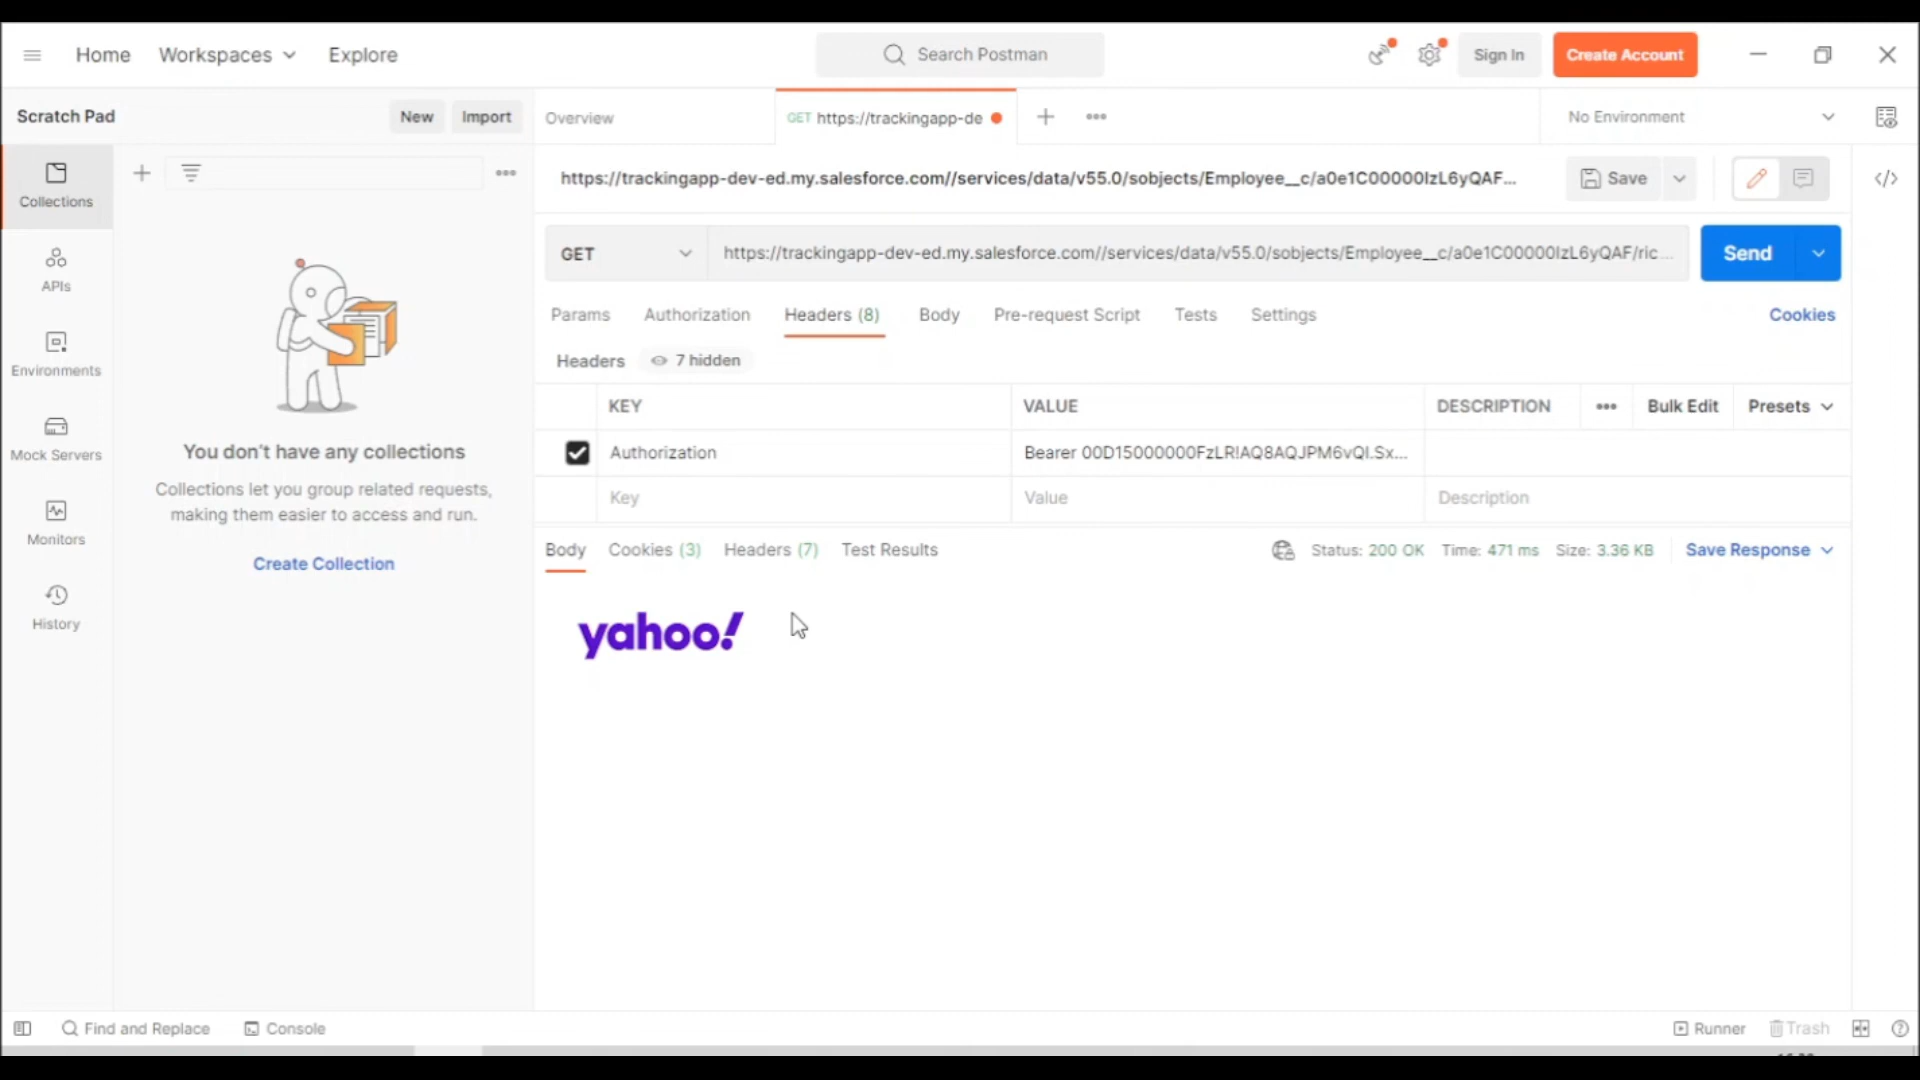 Home Workspaces Explore Search Postman Sign In Create Account
Scratch Pad New Import Overview GET https://trackingapp-de No Environment
https://trackingapp-dev-ed.my.salesforce.com//services/data/v55.0/sobjects/Employee__c/a0e1C00000IzL6yQAF... Save
Collections
GET https://trackingapp-dev-ed.my.salesforce.com//services/data/v55.0/sobjects/Employee__c/a0e1C00000IzL6yQAF/ric... Send
APIs
Params Authorization Headers (8) Body Pre-request Script Tests Settings Cookies
Environments
Headers 7 hidden
KEY VALUE DESCRIPTION Bulk Edit Presets
Mock Servers
You don't have any collections
Authorization Bearer 00D15000000FzLR!AQ8AQJPM6vQI.Sx...
Collections let you group related requests,
making them easier to access and run.
Key Value Description
Monitors
Create Collection
Body Cookies (3) Headers (7) Test Results Status: 200 OK Time: 471 ms Size: 3.36 KB Save Response
History
yahoo!
Find and Replace Console Runner Trash